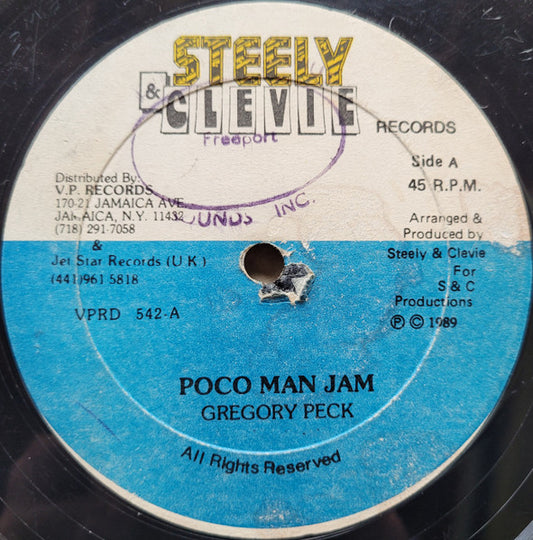 STEELY
& CLEVIE
RECORDS
Freeport
OUNDS INC.
Side A
45 R.P.M.
Distributed By:
V.P. RECORDS
170-21 JAMAICA AVE.
JAMAICA, N.Y. 11432
(718) 291-7058
&
Jet Star Records (U.K.)
(441)961 5818
VPRD 542-A
Arranged &
Produced by
Steely & Clevie
For
S & C
Productions
Ⓟ © 1989
POCO MAN JAM
GREGORY PECK
All Rights Reserved